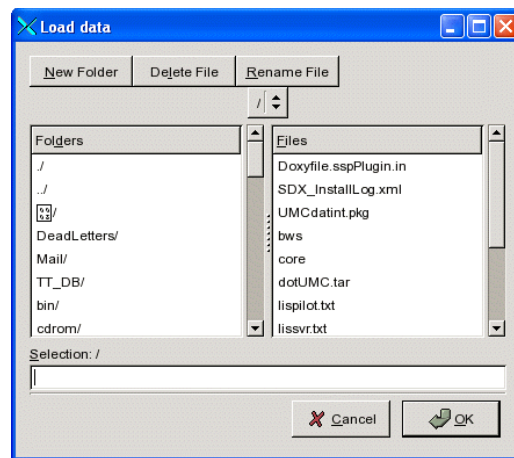 Load data
New Folder
Delete File
Rename File
/
Folders
./
../
/
DeadLetters/
Mail/
TT_DB/
bin/
cdrom/
Files
Doxyfile.sspPlugin.in
SDX_InstallLog.xml
UMCdatint.pkg
bws
core
dotUMC.tar
lispilot.txt
lissvr.txt
Selection: /
Cancel
OK